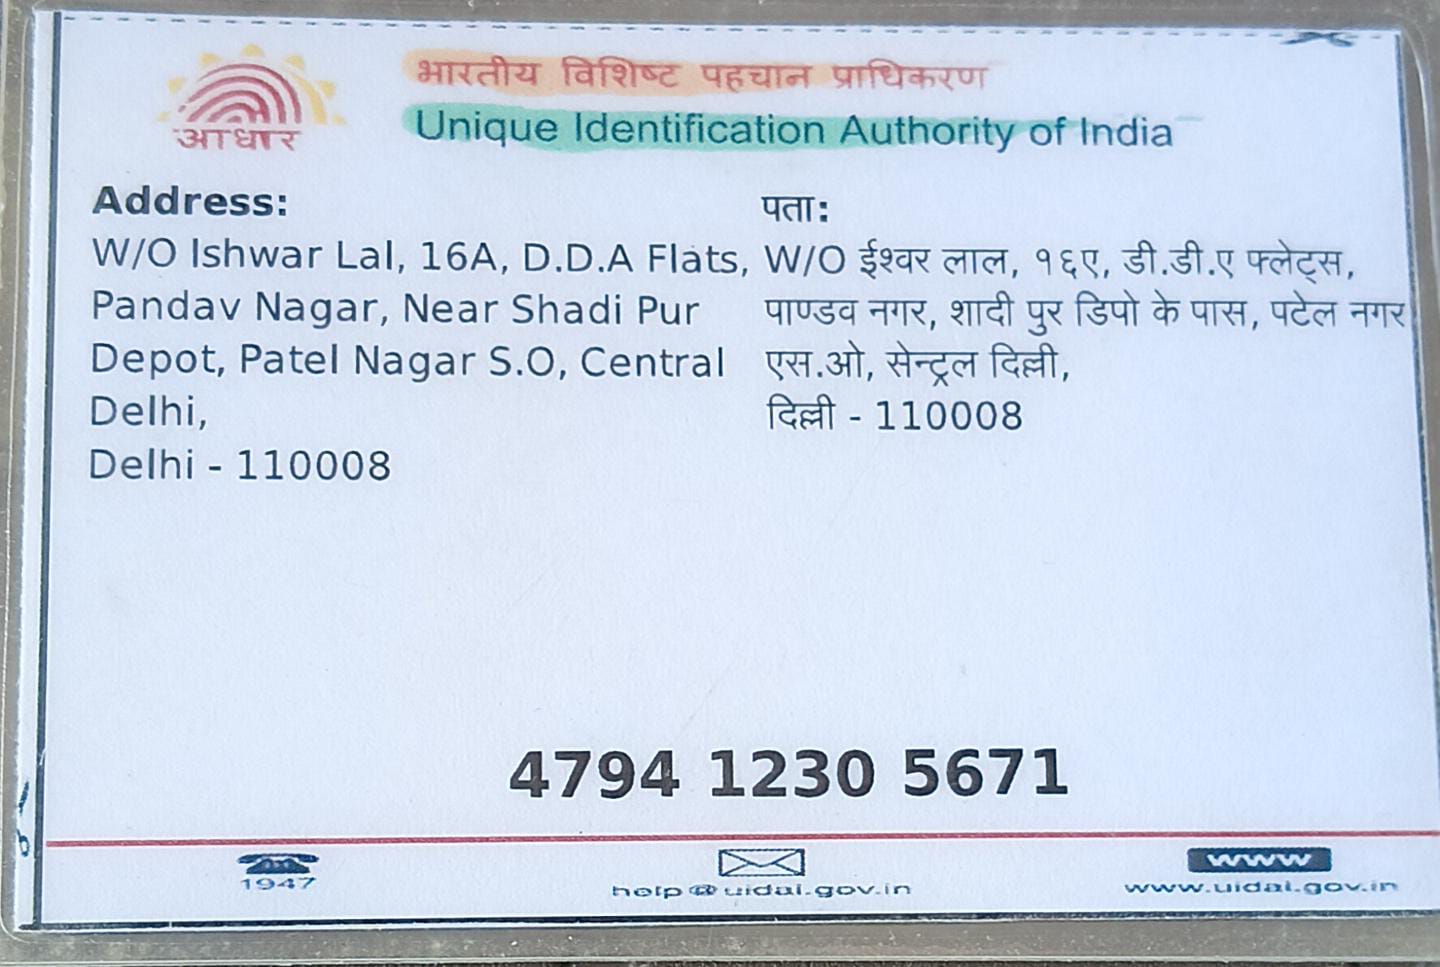 आधार
भारतीय विशिष्ट पहचान प्राधिकरण
Unique Identification Authority of India
Address:
W/O Ishwar Lal, 16A, D.D.A Flats,
Pandav Nagar, Near Shadi Pur
Depot, Patel Nagar S.O, Central
Delhi,
Delhi - 110008
पता:
W/O ईश्वर लाल, १६ए, डी.डी.ए फ्लेट्स,
पाण्डव नगर, शादी पुर डिपो के पास, पटेल नगर
एस.ओ, सेन्ट्रल दिल्ली,
दिल्ली - 110008
4794 1230 5671
1947
help@uidai.gov.in
www
www.uidai.gov.in